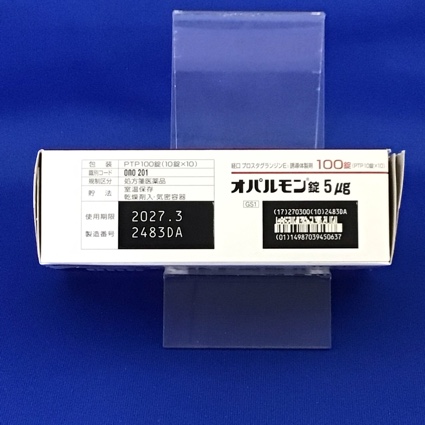 包装 PTP100錠(10錠×10)
識別コード ONO 201
規制区分 処方箋医薬品
貯法 室温保存
乾燥剤入・気密容器
使用期限 2027.3
製造番号 2483DA
経口プロスタグランジンE₁誘導体製剤 100錠(PTP10錠×10)
オパルモン錠 5μg
GS1
(17)270300(10)2483DA
(01)14987039450637